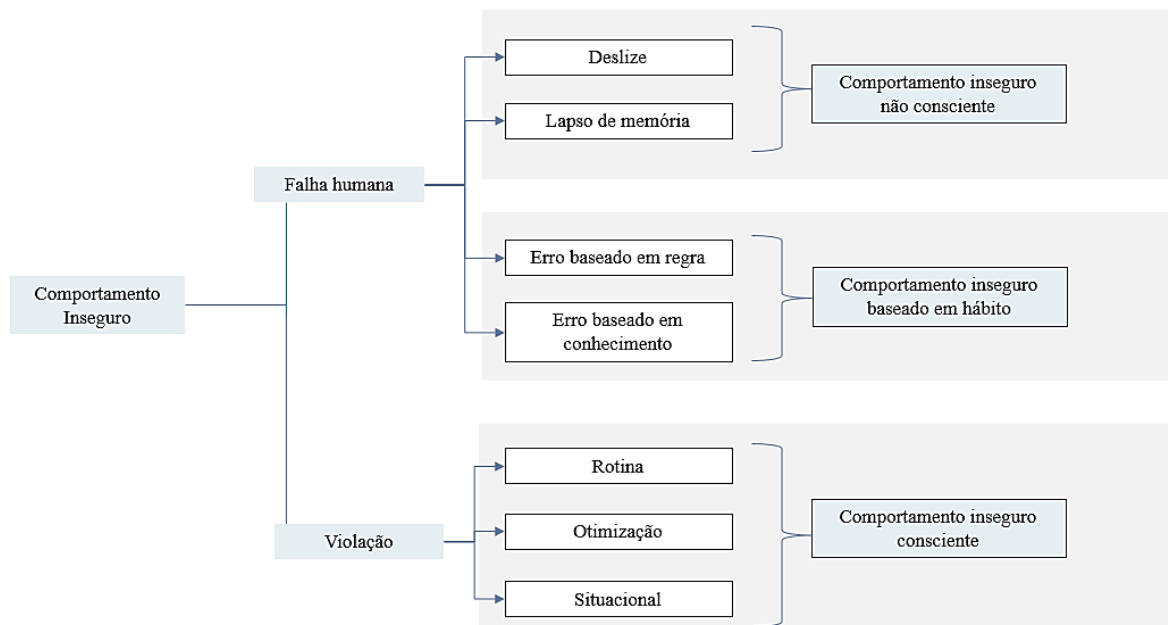 Deslize
Lapso de memória
Comportamento inseguro
não consciente
Falha humana
Erro baseado em regra
Erro baseado em
conhecimento
Comportamento inseguro
baseado em hábito
Comportamento
Inseguro
Rotina
Otimização
Situacional
Comportamento inseguro
consciente
Violação